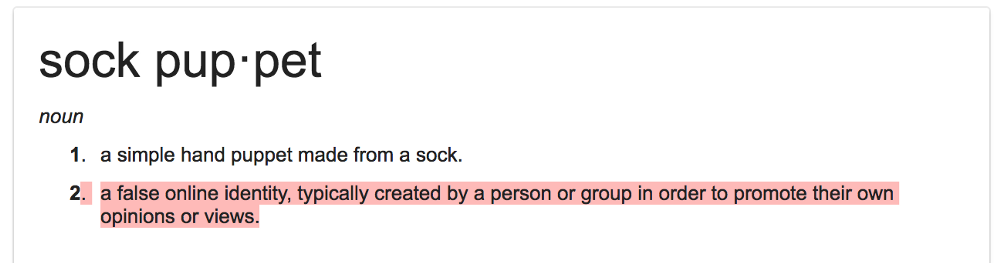 sock pup·pet
noun
1. a simple hand puppet made from a sock.
2. a false online identity, typically created by a person or group in order to promote their own
opinions or views.